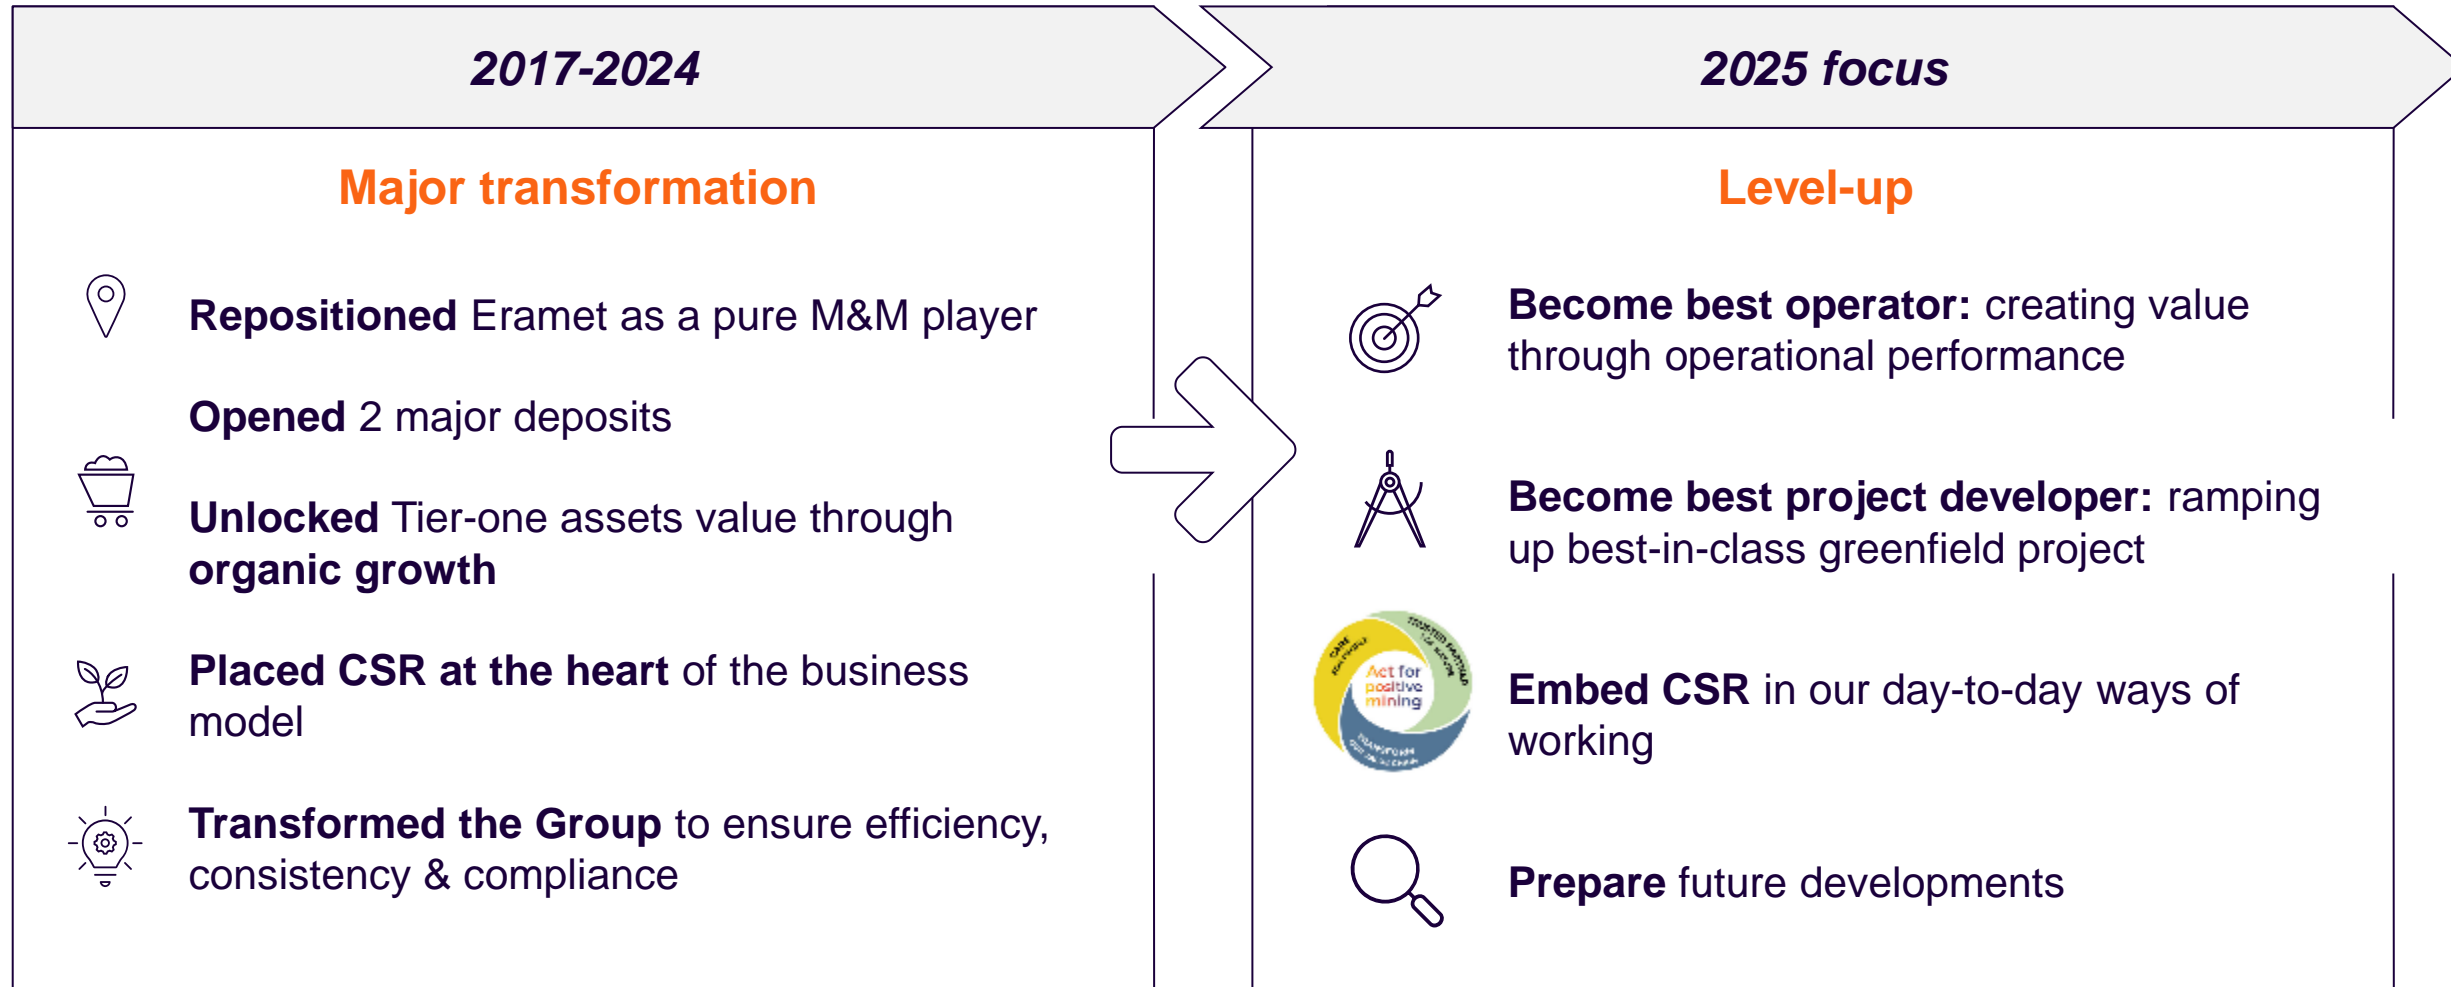 2017-2024
Major transformation
Repositioned Eramet as a pure M&M player
Opened 2 major deposits
Unlocked Tier-one assets value through
organic growth
Placed CSR at the heart of the business
model
Transformed the Group to ensure efficiency,
consistency & compliance
2025 focus
Level-up
Become best operator: creating value
through operational performance
Become best project developer: ramping
up best-in-class greenfield project
CARE
TRUSTED PARTNER
Act for
positive
mining
TRANSFORM
Embed CSR in our day-to-day ways of
working
Prepare future developments